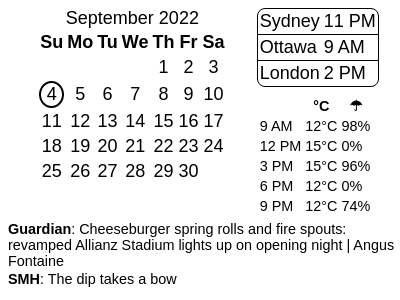 September 2022
Su Mo Tu We Th Fr Sa
1 2 3
4 5 6 7 8 9 10
11 12 13 14 15 16 17
18 19 20 21 22 23 24
25 26 27 28 29 30
Sydney 11 PM
Ottawa 9 AM
London 2 PM
°C ☂
9 AM 12°C 98%
12 PM 15°C 0%
3 PM 15°C 96%
6 PM 12°C 0%
9 PM 12°C 74%
Guardian: Cheeseburger spring rolls and fire spouts:
revamped Allianz Stadium lights up on opening night | Angus
Fontaine
SMH: The dip takes a bow